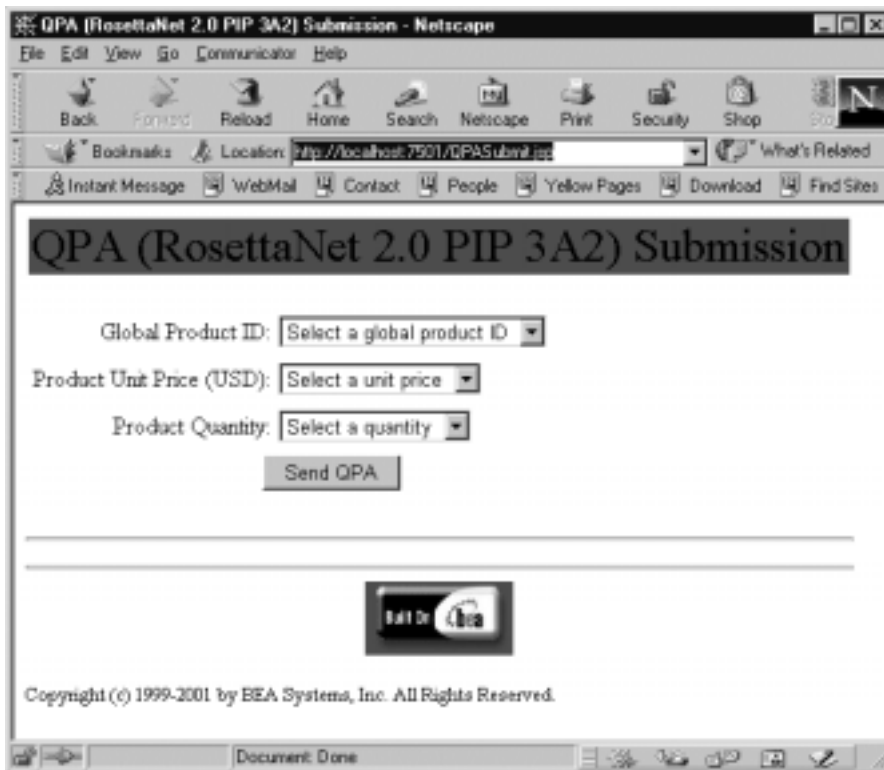 QPA (RosettaNet 2.0 PIP 3A2) Submission - Netscape
File Edit View Go Communicator Help
Back Forward Reload Home Search Netscape Print Security Shop
Bookmarks Location: http://localhost:7501/QPASubmit.jsp What's Related
Instant Message WebMail Contact People Yellow Pages Download Find Sites
QPA (RosettaNet 2.0 PIP 3A2) Submission
Global Product ID: Select a global product ID
Product Unit Price (USD): Select a unit price
Product Quantity: Select a quantity
Send QPA
Built On bea
Copyright (c) 1999-2001 by BEA Systems, Inc. All Rights Reserved.
Document: Done